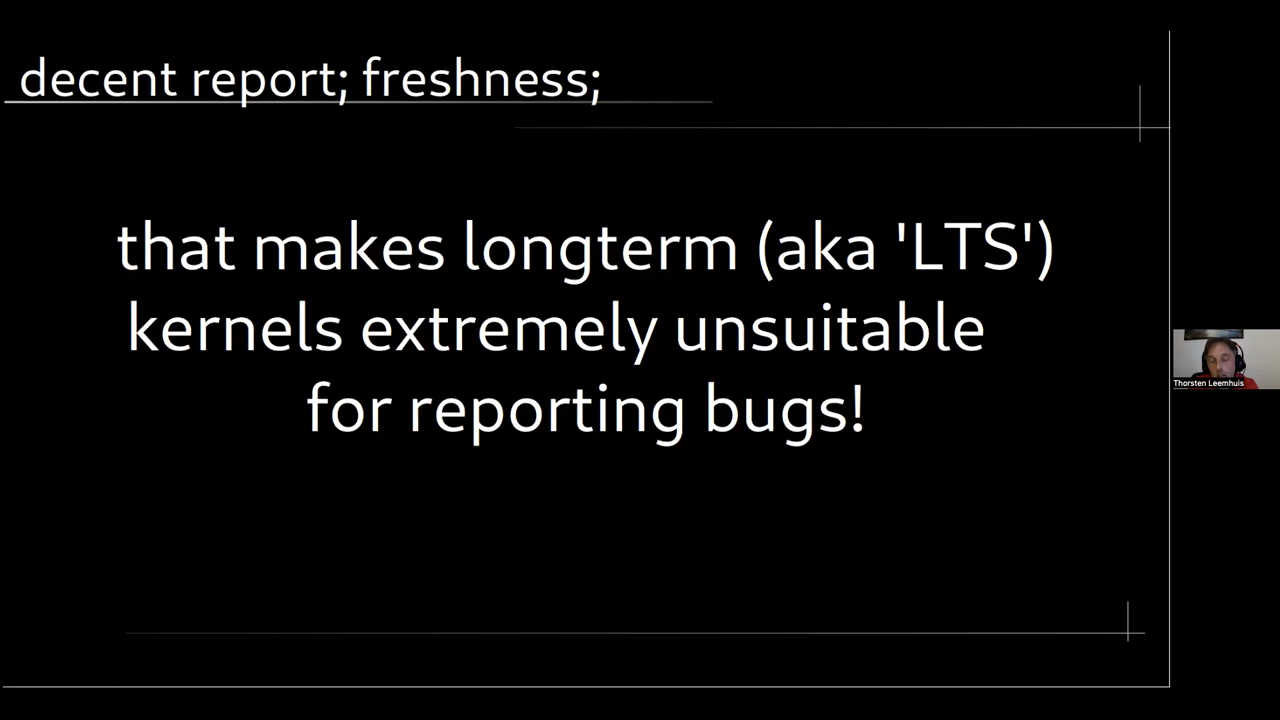 decent report; freshness;
that makes longterm (aka 'LTS')
kernels extremely unsuitable
for reporting bugs!
Thorsten Leemhuis